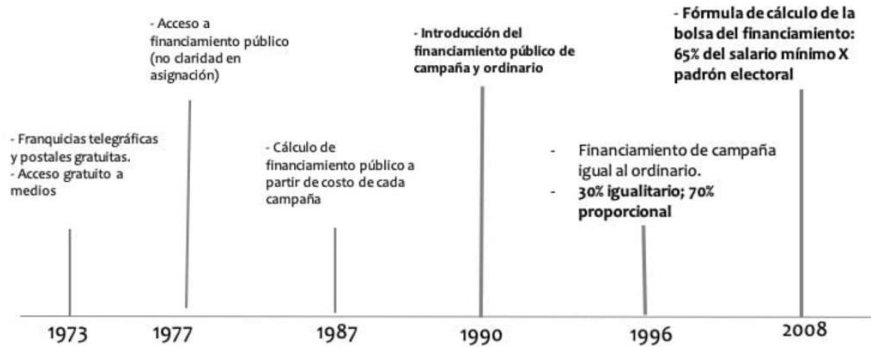 - Franquicias telegráficas
y postales gratuitas.
- Acceso gratuito a
medios
- Acceso a
financiamiento público
(no claridad en
asignación)
- Cálculo de
financiamiento público a
partir de costo de cada
campaña
- Introducción del
financiamiento público de
campaña y ordinario
- Financiamiento de campaña
igual al ordinario.
- 30% igualitario; 70%
proporcional
- Fórmula de cálculo de la
bolsa del financiamiento:
65% del salario mínimo X
padrón electoral
1973 1977 1987 1990 1996 2008